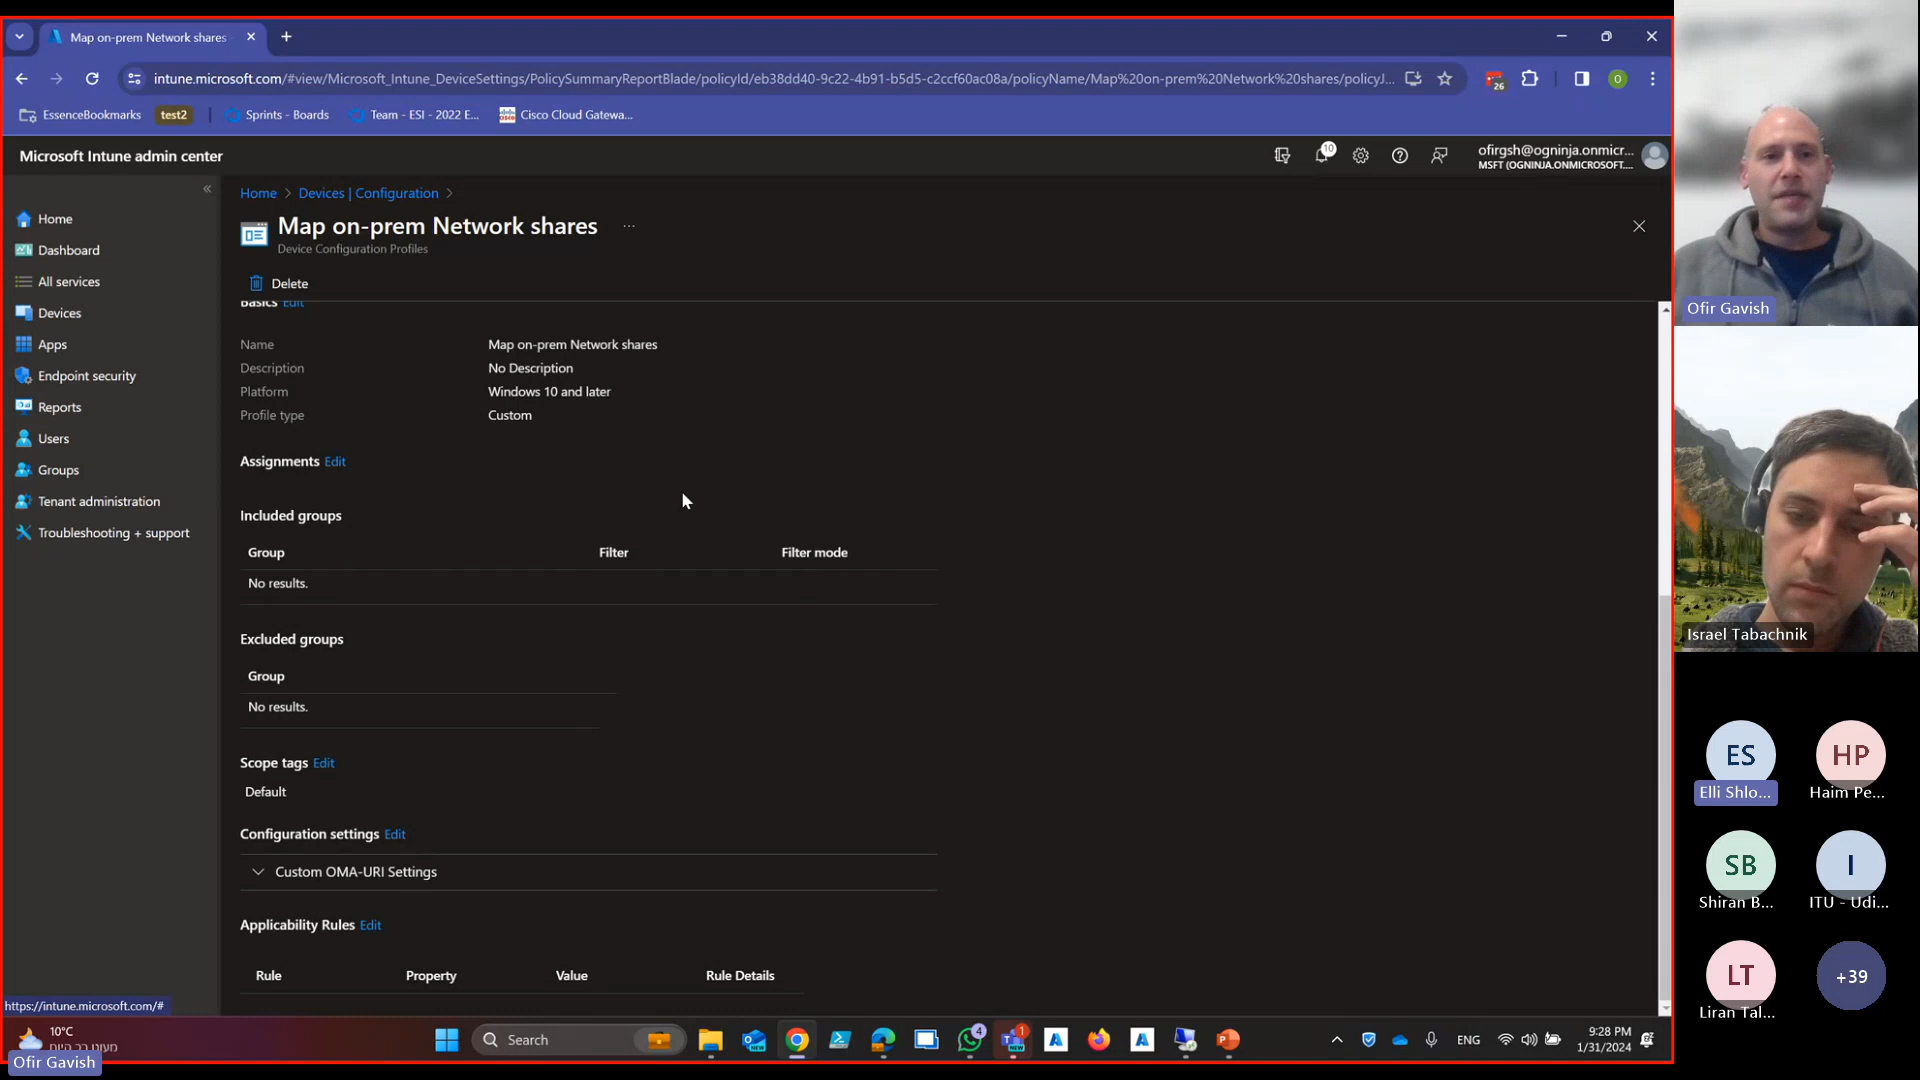 Map on-prem Network shares
intune.microsoft.com/#view/Microsoft_Intune_DeviceSettings/PolicySummaryReportBlade/policyId/eb38dd40-9c22-4b91-b5d5-c2ccf60ac08a/policyName/Map%20on-prem%20Network%20shares/policyJ...
26
O
EssenceBookmarks
test2
Sprints - Boards
Team - ESI - 2022 E...
Cisco Cloud Gatewa...
Microsoft Intune admin center
10
ofirgsh@ogninja.onmicr...
MSFT (OGNINJA.ONMICROSOFT....
Home
Dashboard
All services
Devices
Apps
Endpoint security
Reports
Users
Groups
Tenant administration
Troubleshooting + support
Home > Devices | Configuration >
Map on-prem Network shares ...
Device Configuration Profiles
Delete
Basics Edit
Name Map on-prem Network shares
Description No Description
Platform Windows 10 and later
Profile type Custom
Assignments Edit
Included groups
Group Filter Filter mode
No results.
Excluded groups
Group
No results.
Scope tags Edit
Default
Configuration settings Edit
Custom OMA-URI Settings
Applicability Rules Edit
Rule Property Value Rule Details
https://intune.microsoft.com/#
10°C
Search
4
1
ENG
9:28 PM
1/31/2024
Ofir Gavish
Ofir Gavish
Israel Tabachnik
ES
Elli Shlo...
HP
Haim Pe...
SB
Shiran B...
I
ITU - Udi...
LT
Liran Tal...
+39